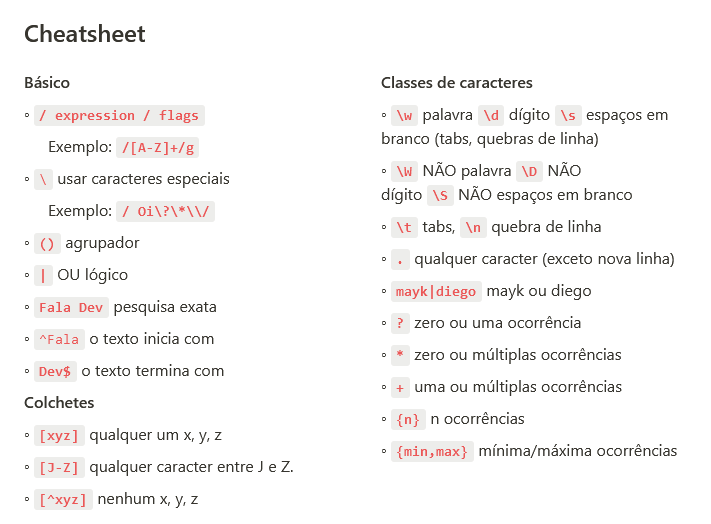 Cheatsheet
Básico
◦ / expression / flags
Exemplo: /[A-Z]+/g
◦ \ usar caracteres especiais
Exemplo: / Oi\?\*\\/
◦ () agrupador
◦ | OU lógico
◦ Fala Dev pesquisa exata
◦ ^Fala o texto inicia com
◦ Dev$ o texto termina com
Colchetes
◦ [xyz] qualquer um x, y, z
◦ [J-Z] qualquer caracter entre J e Z.
◦ [^xyz] nenhum x, y, z
Classes de caracteres
◦ \w palavra \d dígito \s espaços em
branco (tabs, quebras de linha)
◦ \W NÃO palavra \D NÃO
dígito \S NÃO espaços em branco
◦ \t tabs, \n quebra de linha
◦ . qualquer caracter (exceto nova linha)
◦ mayk|diego mayk ou diego
◦ ? zero ou uma ocorrência
◦ * zero ou múltiplas ocorrências
◦ + uma ou múltiplas ocorrências
◦ {n} n ocorrências
◦ {min,max} mínima/máxima ocorrências